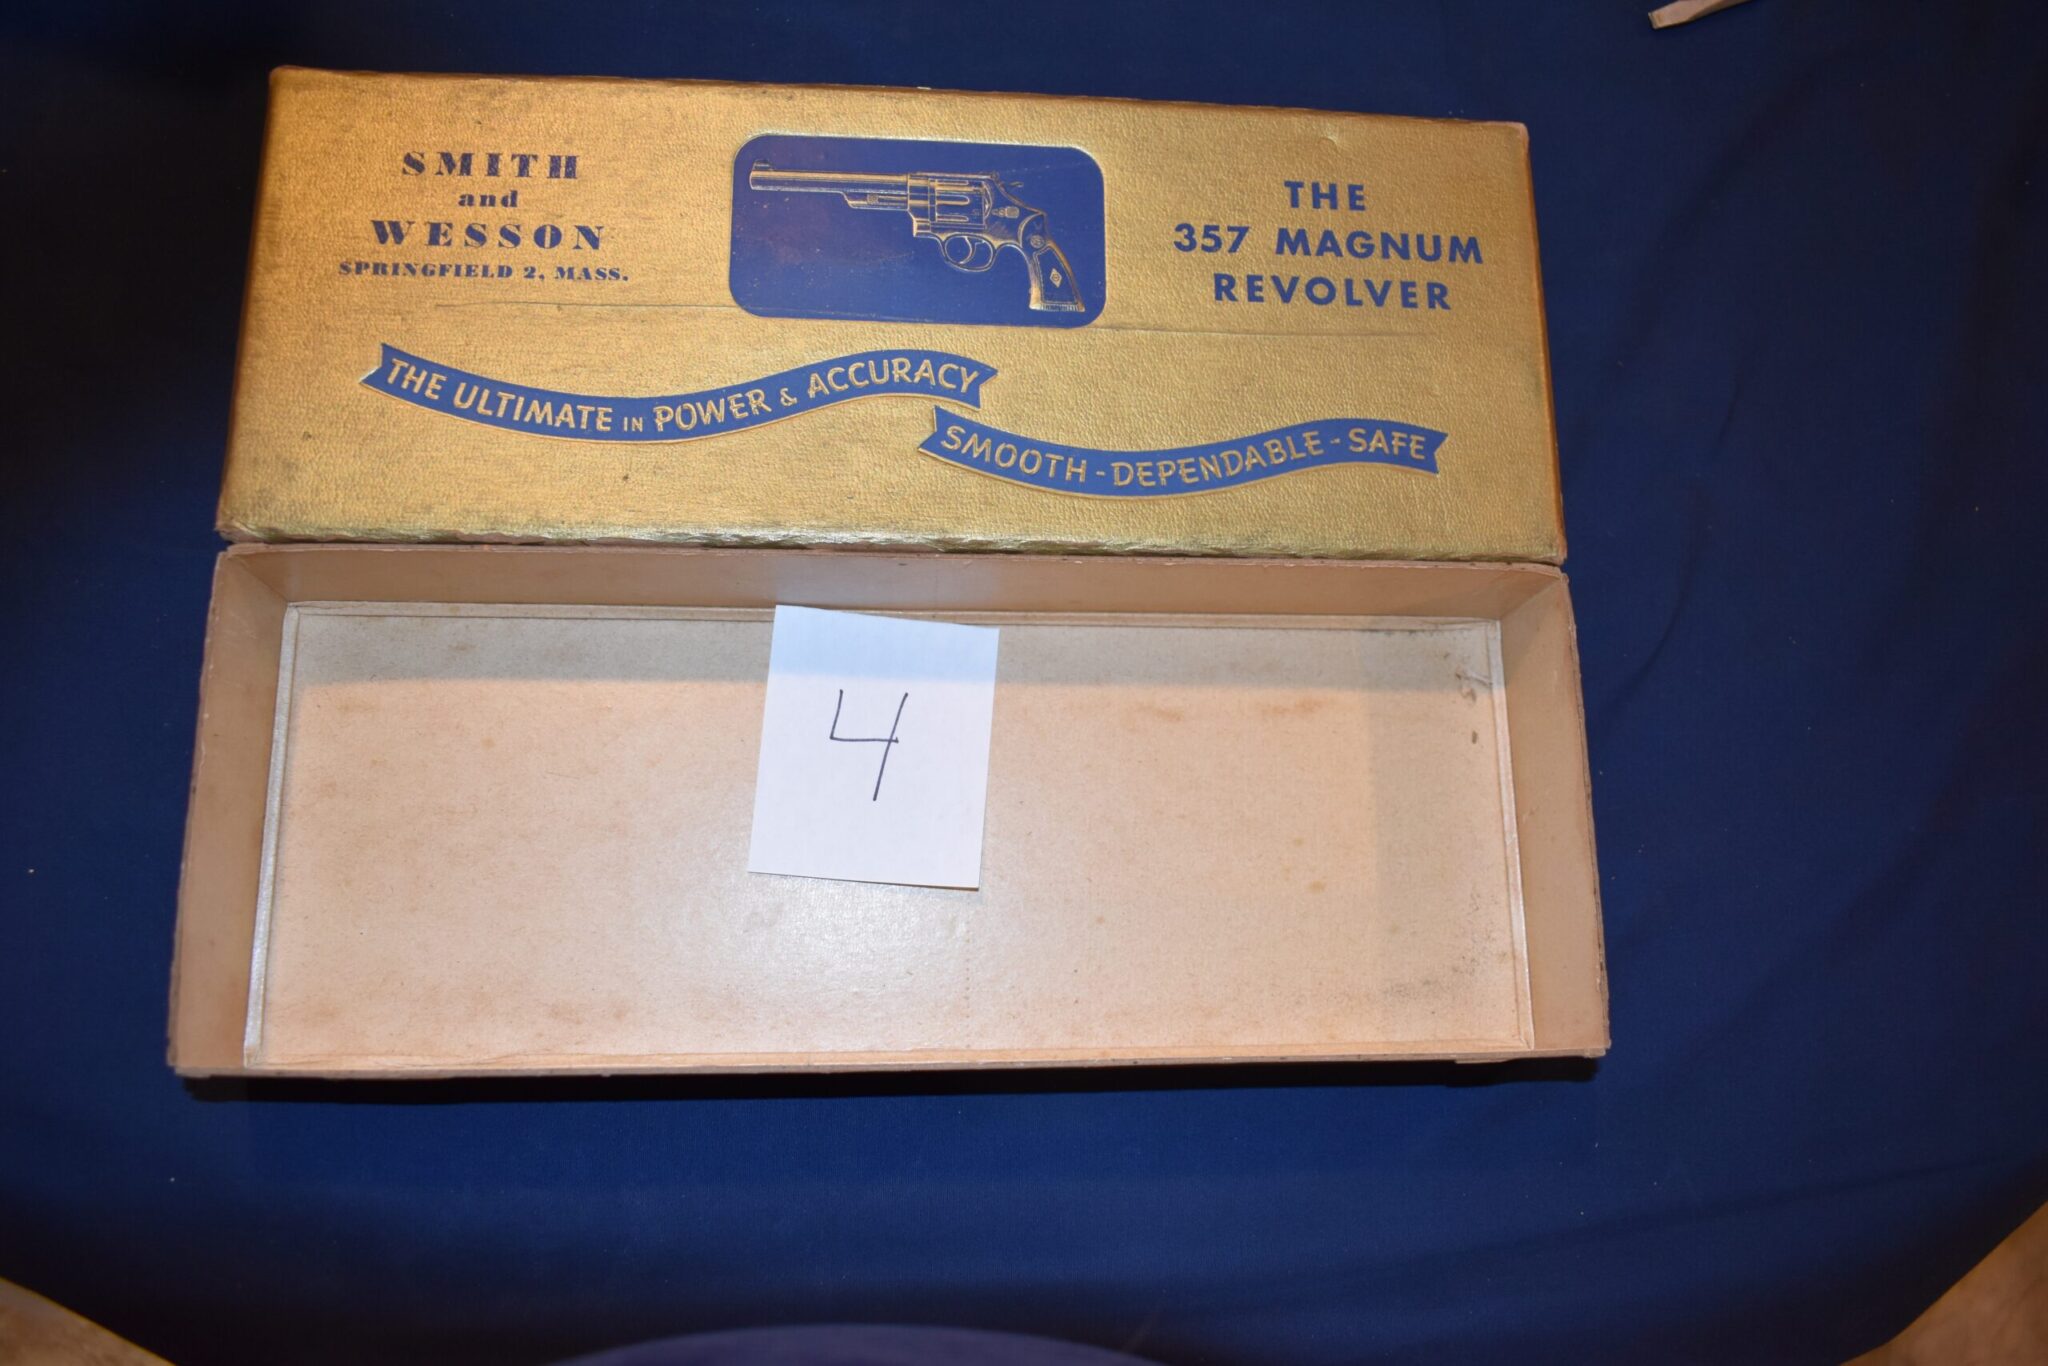 SMITH
and
WESSON
SPRINGFIELD 2, MASS.
THE
357 MAGNUM
REVOLVER
THE ULTIMATE IN POWER & ACCURACY
SMOOTH - DEPENDABLE - SAFE
4